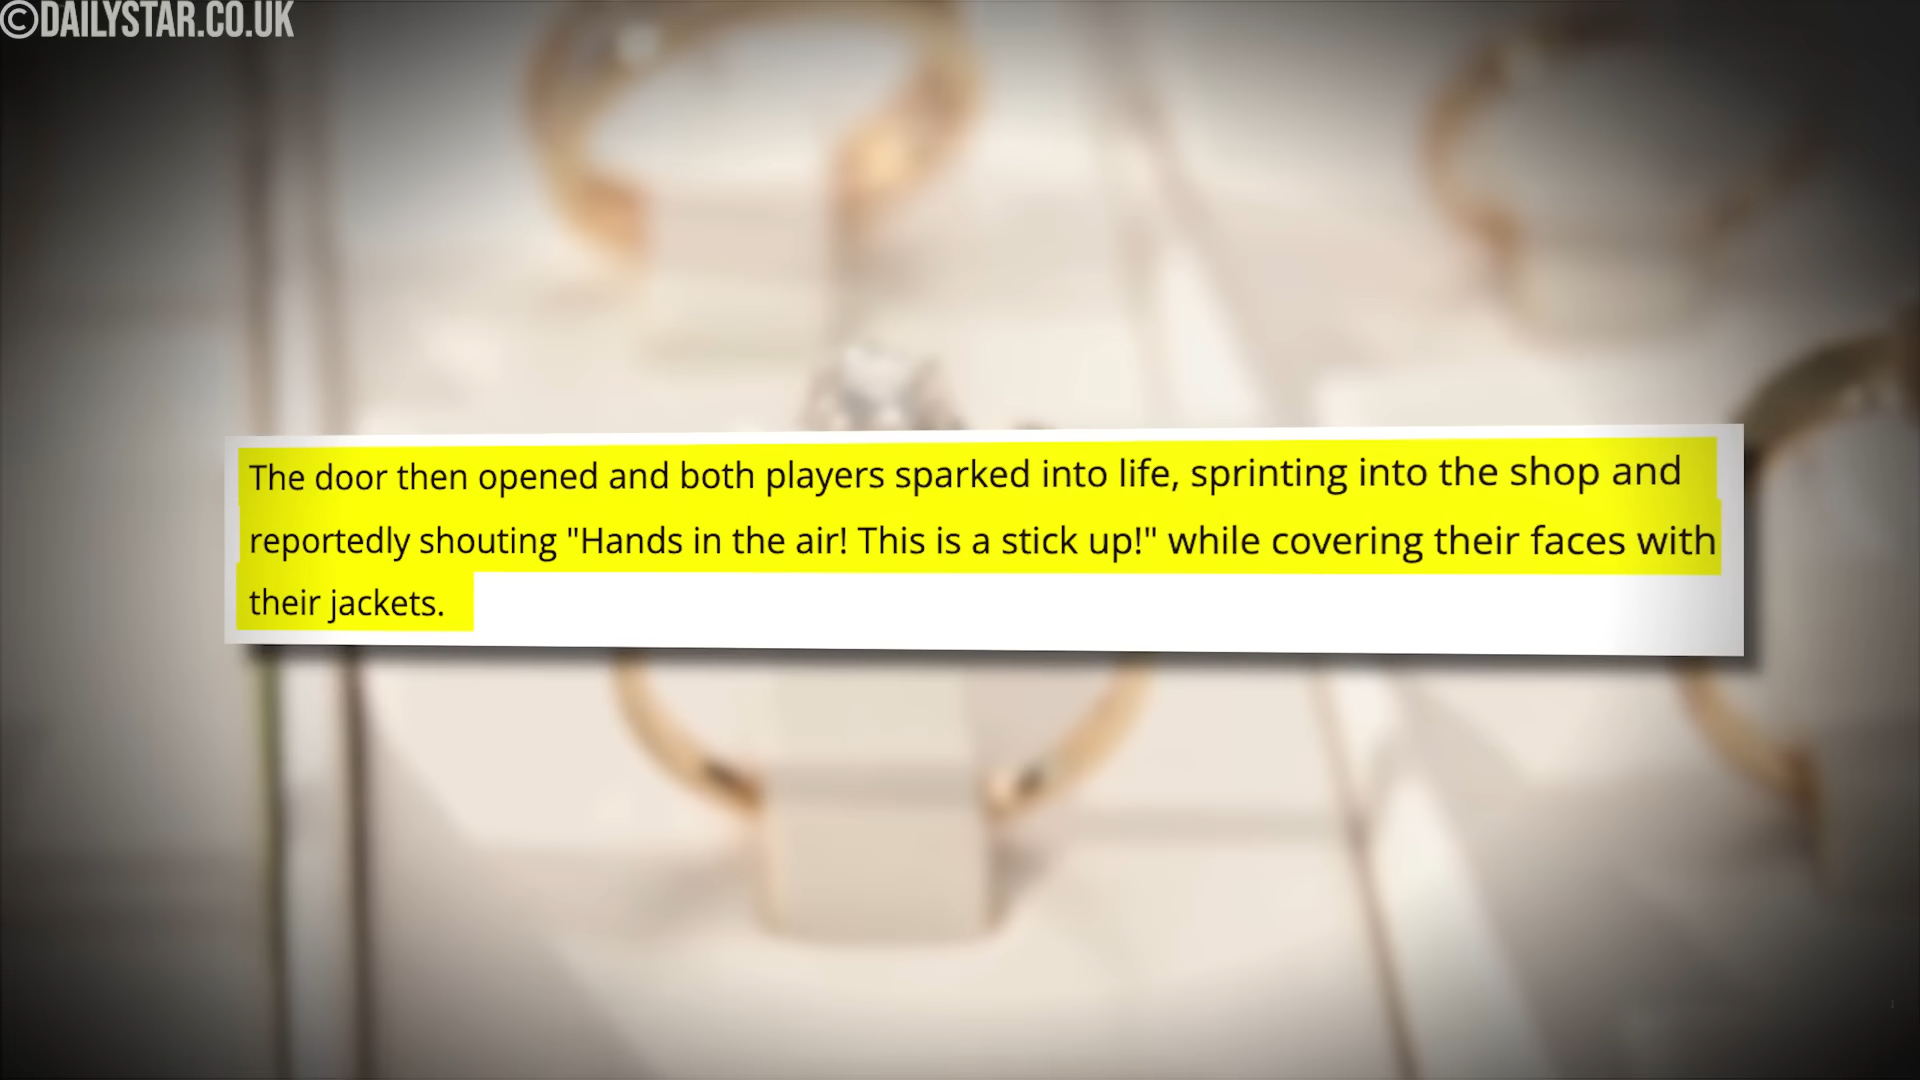 ©DAILYSTAR.CO.UK
The door then opened and both players sparked into life, sprinting into the shop and
reportedly shouting "Hands in the air! This is a stick up!" while covering their faces with
their jackets.